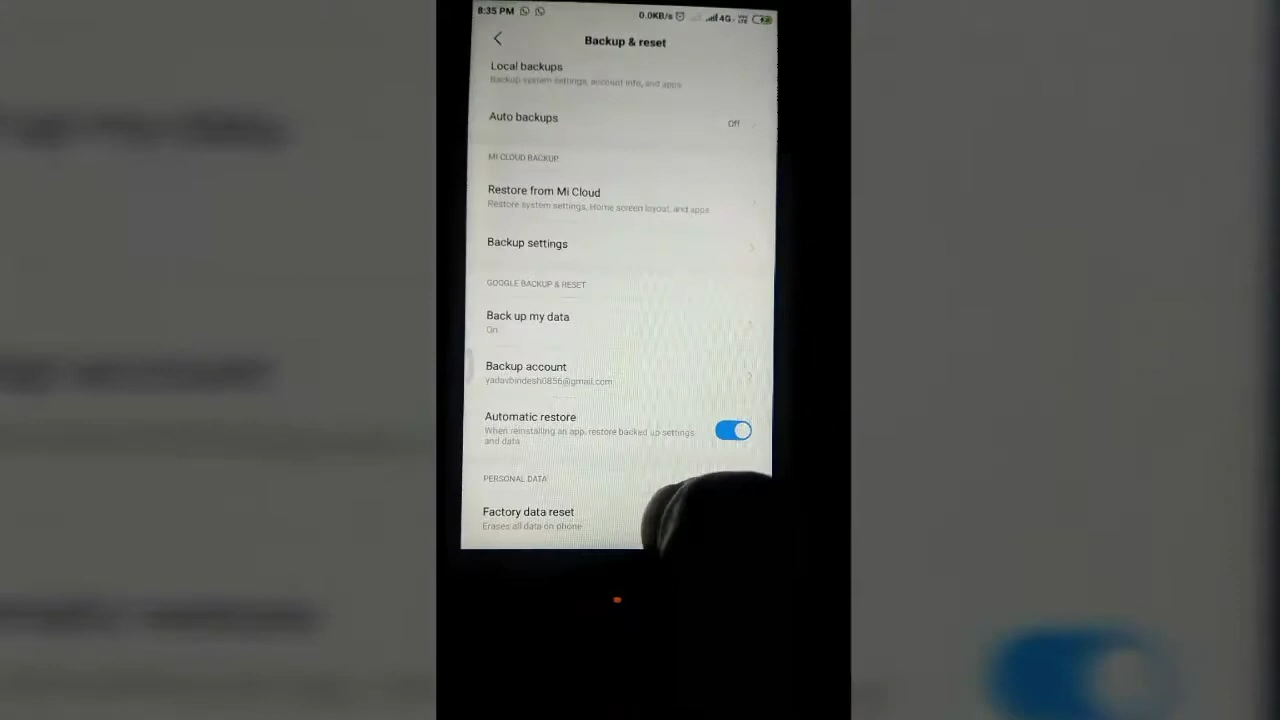 8:35 PM
0.0KB/s
4G
Backup & reset
Local backups
Backup system settings, account info, and apps
Auto backups
Off
MI CLOUD BACKUP
Restore from Mi Cloud
Restore system settings, Home screen layout, and apps
Backup settings
GOOGLE BACKUP & RESET
Back up my data
On
Backup account
yadavbindesh0856@gmail.com
Automatic restore
When reinstalling an app, restore backed up settings
and data
PERSONAL DATA
Factory data reset
Erases all data on phone